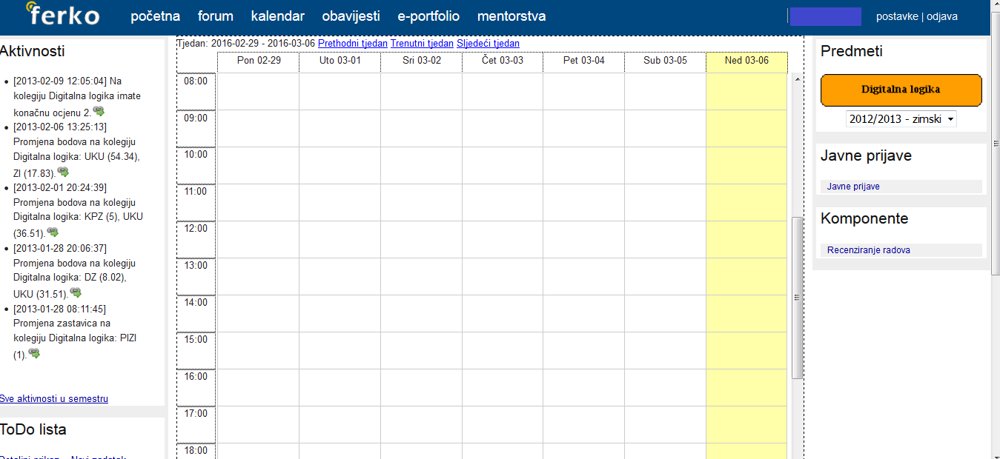 ferko
početna forum kalendar obavijesti e-portfolio mentorstva
postavke | odjava
Aktivnosti
[2013-02-09 12:05:04] Na
kolegiju Digitalna logika imate
konačnu ocjenu 2.
[2013-02-06 13:25:13]
Promjena bodova na kolegiju
Digitalna logika: UKU (54.34),
ZI (17.83).
[2013-02-01 20:24:39]
Promjena bodova na kolegiju
Digitalna logika: KPZ (5), UKU
(36.51).
[2013-01-28 20:06:37]
Promjena bodova na kolegiju
Digitalna logika: DZ (8.02),
UKU (31.51).
[2013-01-28 08:11:45]
Promjena zastavica na
kolegiju Digitalna logika: PIZI
(1).
Sve aktivnosti u semestru
ToDo lista
Tjedan: 2016-02-29 - 2016-03-06 Prethodni tjedan Trenutni tjedan Sljedeći tjedan
Pon 02-29 Uto 03-01 Sri 03-02 Čet 03-03 Pet 03-04 Sub 03-05 Ned 03-06
08:00
09:00
10:00
11:00
12:00
13:00
14:00
15:00
16:00
17:00
18:00
Predmeti
Digitalna logika
2012/2013 - zimski
Javne prijave
Javne prijave
Komponente
Recenziranje radova